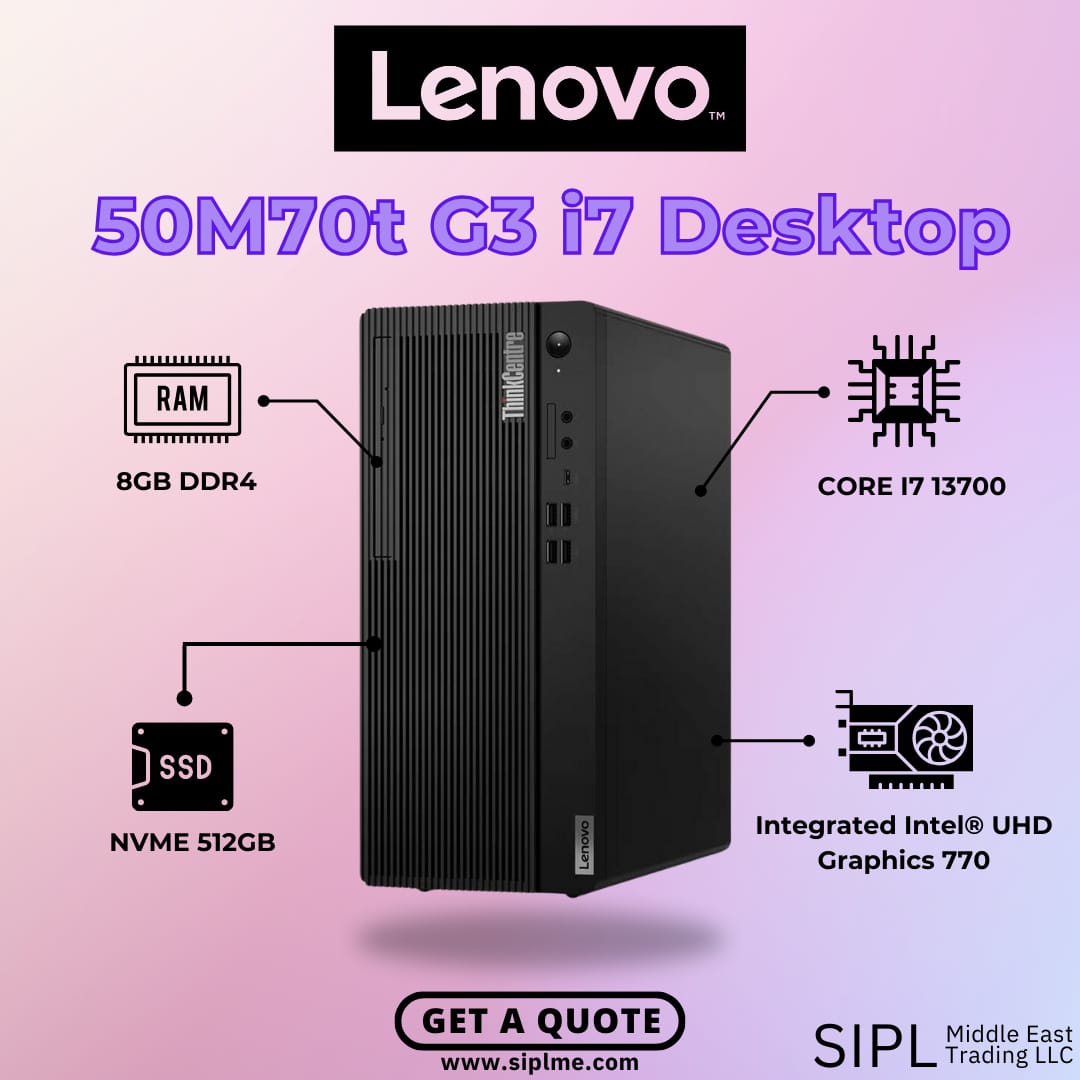 Lenovo™
50M70t G3 i7 Desktop
ThinkCentre
RAM
8GB DDR4
CORE I7 13700
SSD
NVME 512GB
Integrated Intel® UHD
Graphics 770
Lenovo
GET A QUOTE
www.siplme.com
SIPL Middle East
Trading LLC